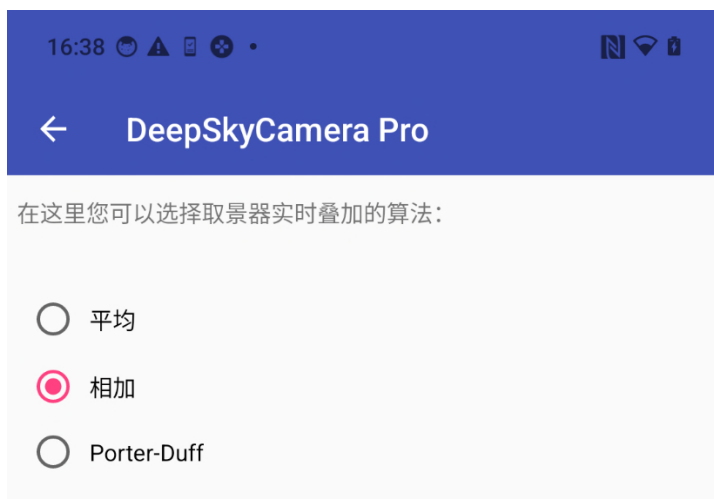 16:38
DeepSkyCamera Pro
在这里您可以选择取景器实时叠加的算法：
平均
相加
Porter-Duff